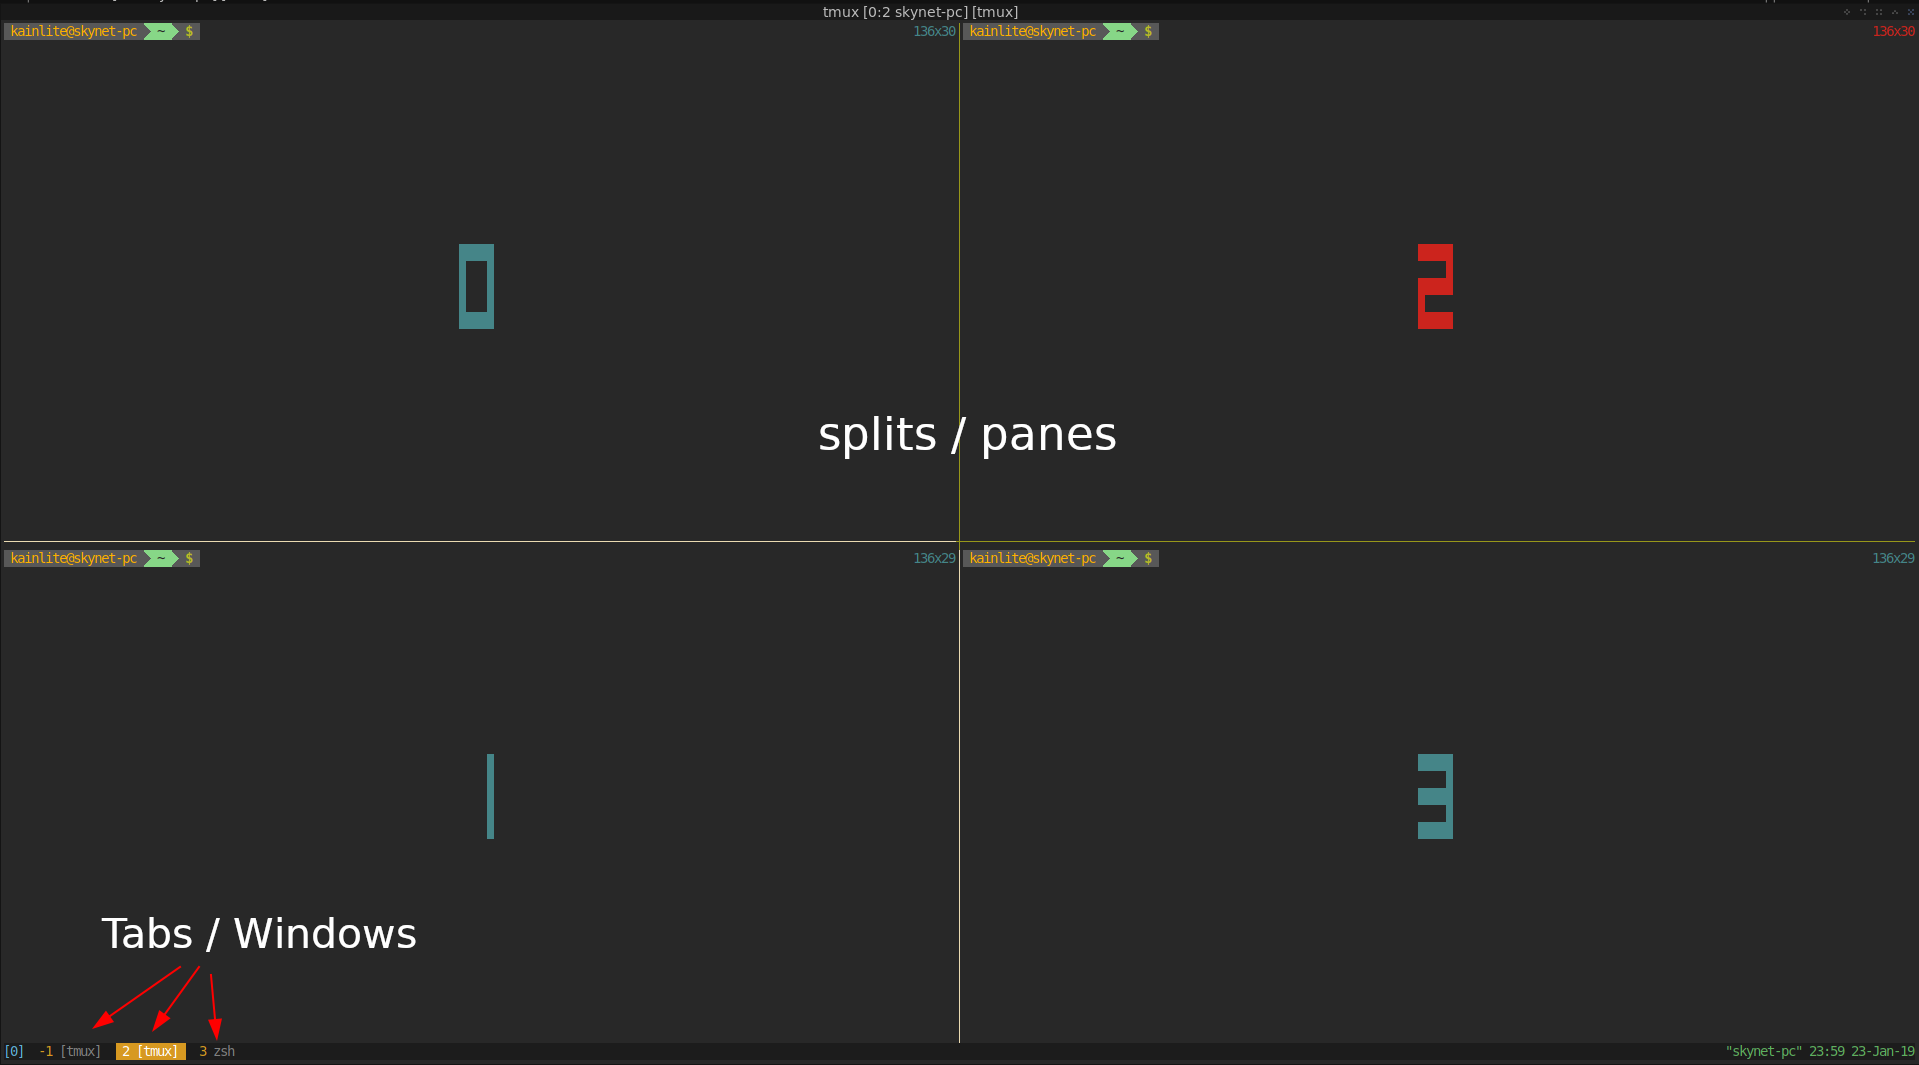 tmux [0:2 skynet-pc] [tmux]
kainlite@skynet-pc ~ $ 136x30 kainlite@skynet-pc ~ $ 136x30
0 2
splits / panes
kainlite@skynet-pc ~ $ 136x29 kainlite@skynet-pc ~ $ 136x29
1 3
Tabs / Windows
[0] -1 [tmux] 2 [tmux] 3 zsh "skynet-pc" 23:59 23-Jan-19